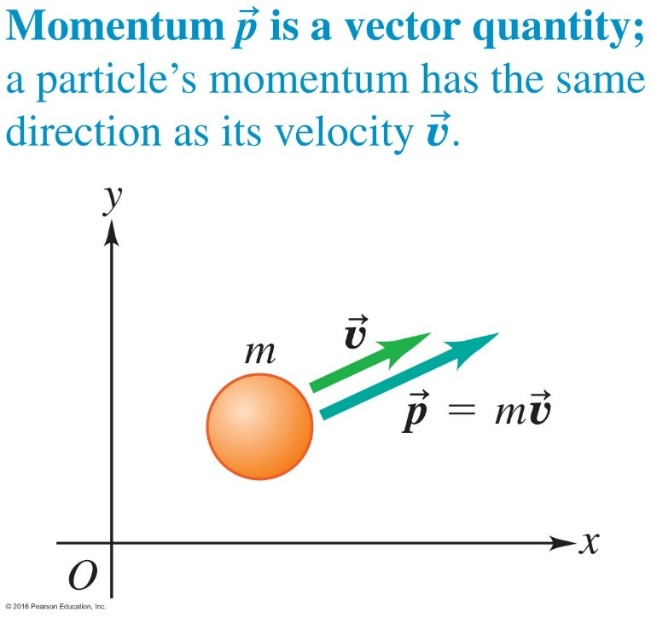 Momentum p⃗ is a vector quantity;
a particle’s momentum has the same
direction as its velocity v⃗.
y
v⃗
m
p⃗ = mv⃗
x
O
© 2016 Pearson Education, Inc.